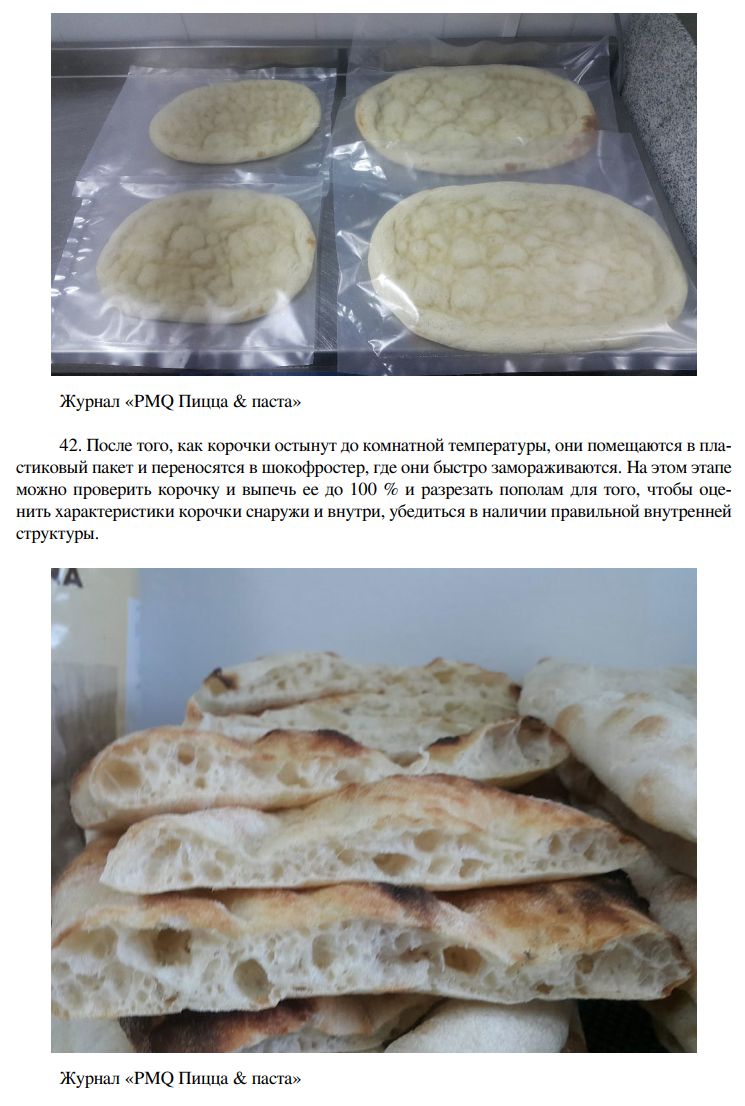 Журнал «PMQ Пицца & паста»
42. После того, как корочки остынут до комнатной температуры, они помещаются в пла-
стиковый пакет и переносятся в шокофростер, где они быстро замораживаются. На этом этапе
можно проверить корочку и выпечь ее до 100 % и разрезать пополам для того, чтобы оце-
нить характеристики корочки снаружи и внутри, убедиться в наличии правильной внутренней
структуры.
Журнал «PMQ Пицца & паста»